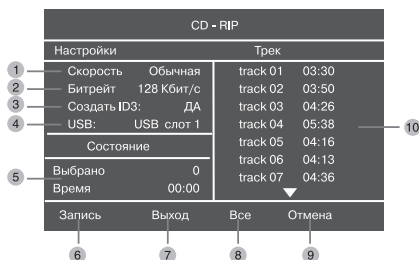 CD - RIP
Настройки Трек
1 Скорость Обычная track 01 03:30
2 Битрейт 128 Кбит/с track 02 03:50
3 Создать ID3: ДА track 03 04:26
4 USB: USB слот 1 track 04 05:38 10
Состояние track 05 04:16
track 06 04:13
5 Выбрано 0 track 07 04:36
Время 00:00
Запись Выход Все Отмена
6 7 8 9